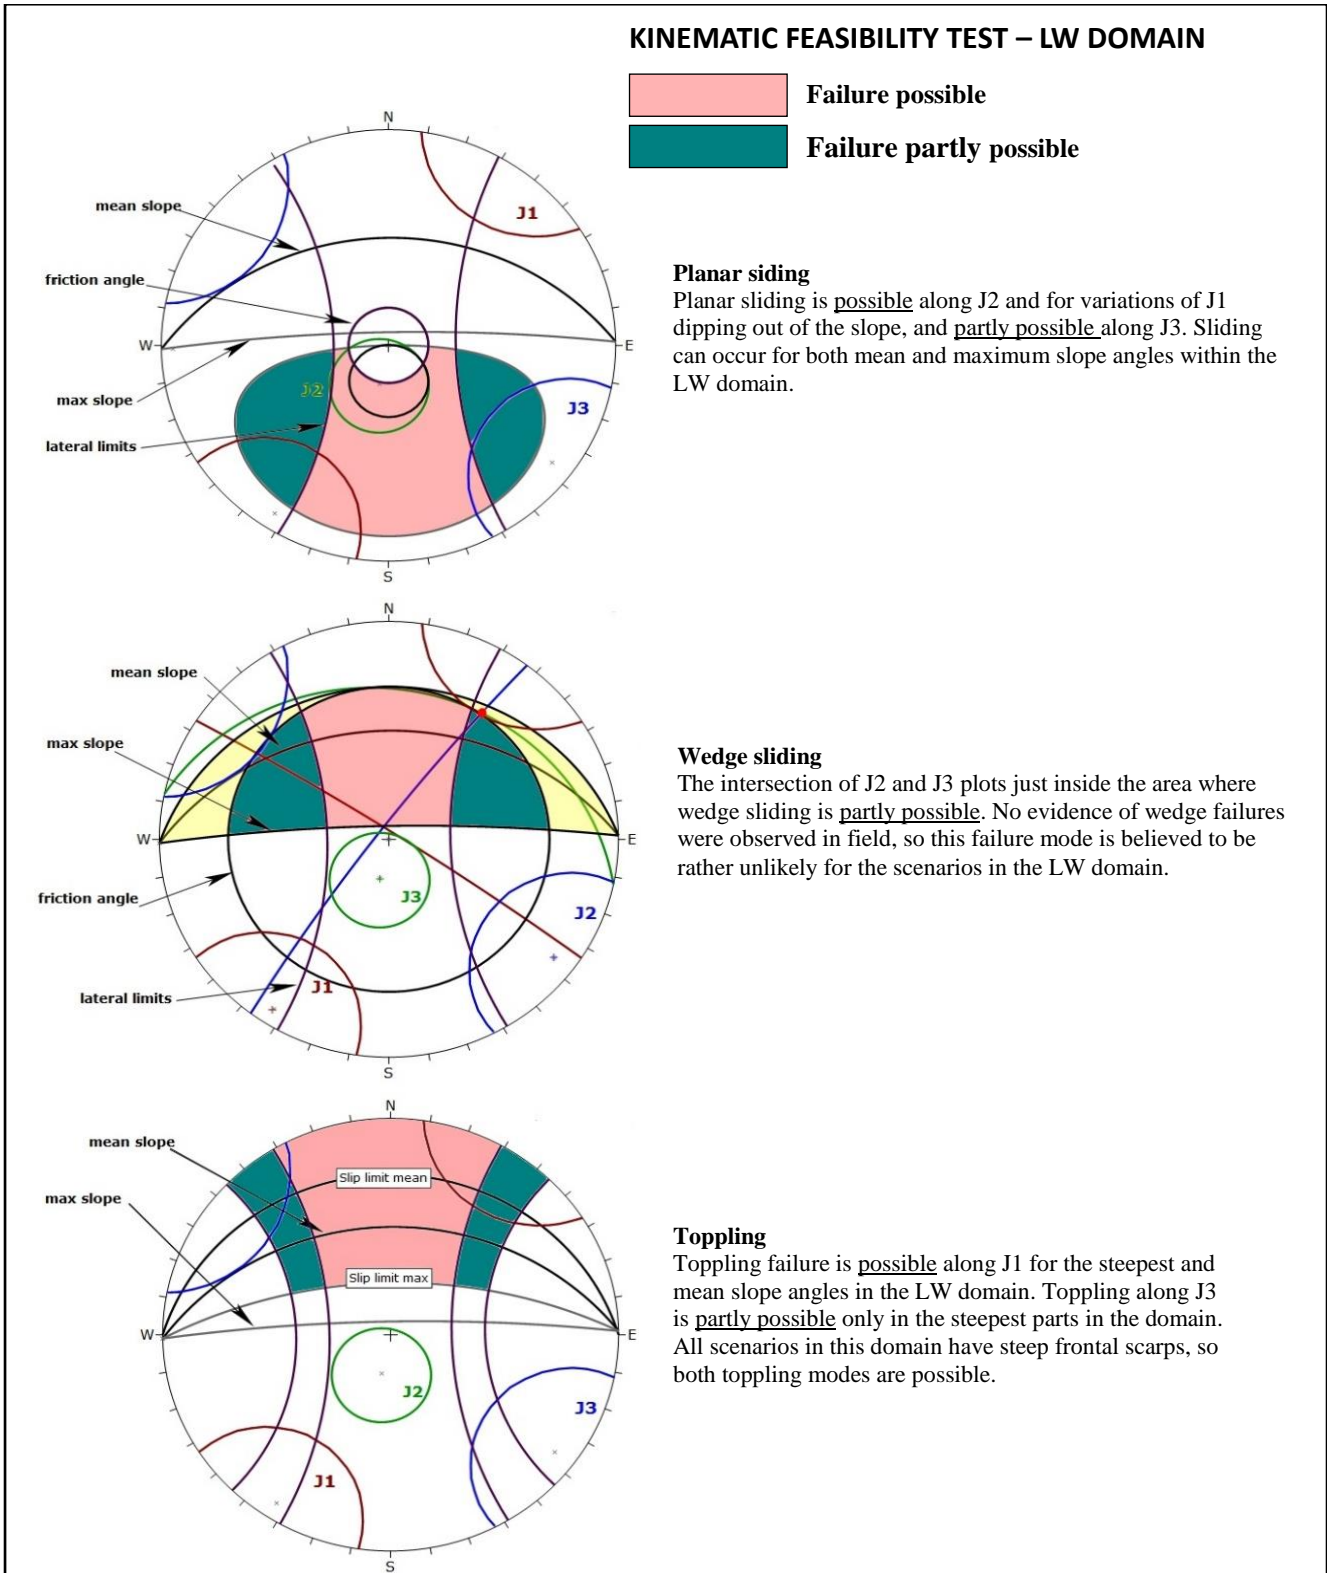 KINEMATIC FEASIBILITY TEST – LW DOMAIN
Failure possible
Failure partly possible
N
mean slope
J1
friction angle
W
E
max slope
J2
J3
lateral limits
S
Planar siding
Planar sliding is possible along J2 and for variations of J1
dipping out of the slope, and partly possible along J3. Sliding
can occur for both mean and maximum slope angles within the
LW domain.
N
mean slope
max slope
W
E
friction angle
J3
J2
J1
lateral limits
S
Wedge sliding
The intersection of J2 and J3 plots just inside the area where
wedge sliding is partly possible. No evidence of wedge failures
were observed in field, so this failure mode is believed to be
rather unlikely for the scenarios in the LW domain.
N
mean slope
Slip limit mean
max slope
Slip limit max
W
E
J2
J3
J1
S
Toppling
Toppling failure is possible along J1 for the steepest and
mean slope angles in the LW domain. Toppling along J3
is partly possible only in the steepest parts in the domain.
All scenarios in this domain have steep frontal scarps, so
both toppling modes are possible.